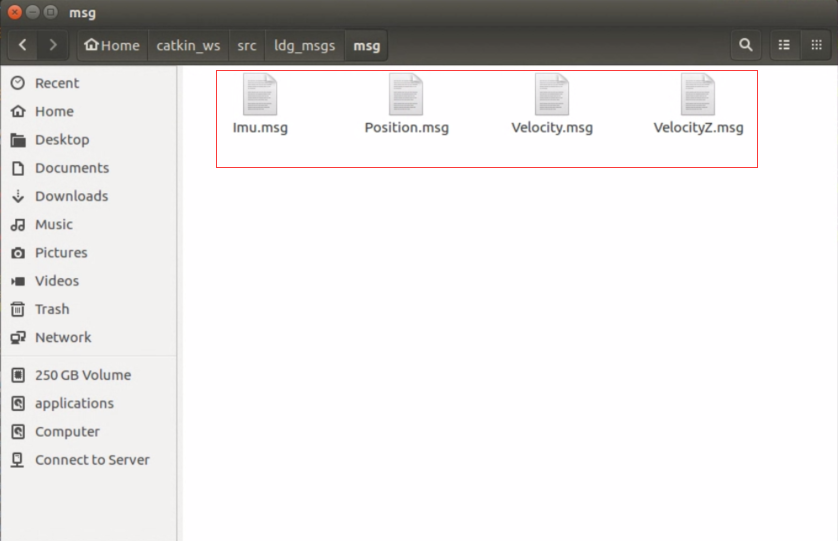 msg
Home catkin_ws src ldg_msgs msg
Recent
Home
Desktop
Documents
Downloads
Music
Pictures
Videos
Trash
Network
250 GB Volume
applications
Computer
Connect to Server
Imu.msg Position.msg Velocity.msg VelocityZ.msg